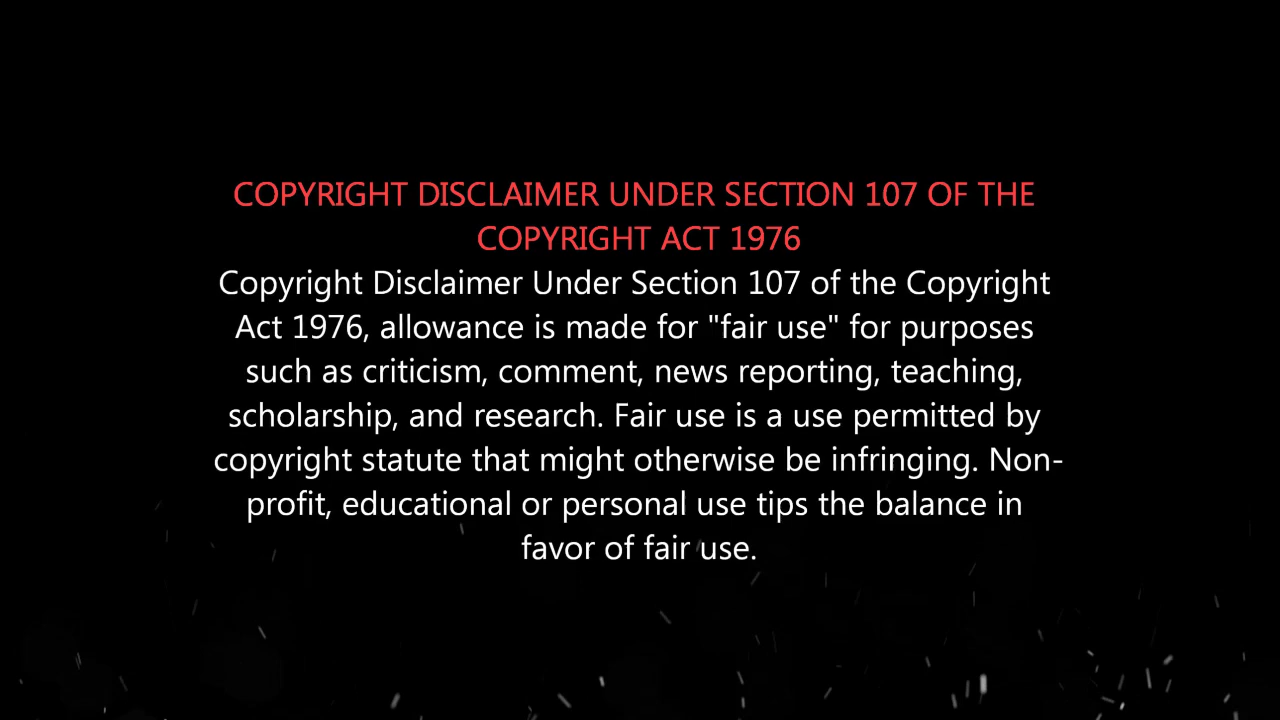 COPYRIGHT DISCLAIMER UNDER SECTION 107 OF THE
COPYRIGHT ACT 1976
Copyright Disclaimer Under Section 107 of the Copyright
Act 1976, allowance is made for "fair use" for purposes
such as criticism, comment, news reporting, teaching,
scholarship, and research. Fair use is a use permitted by
copyright statute that might otherwise be infringing. Non-
profit, educational or personal use tips the balance in
favor of fair use.